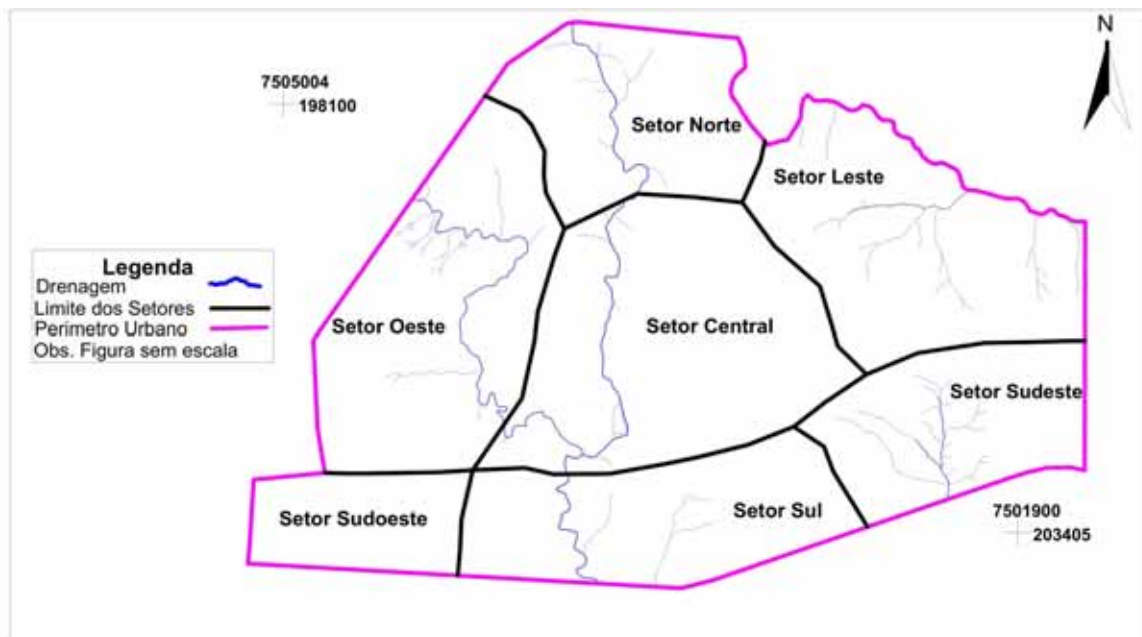 N
7505004
198100
Setor Norte
Setor Leste
Legenda
Drenagem
Limite dos Setores
Perimetro Urbano
Obs. Figura sem escala
Setor Oeste
Setor Central
Setor Sudeste
Setor Sudoeste
Setor Sul
7501900
203405